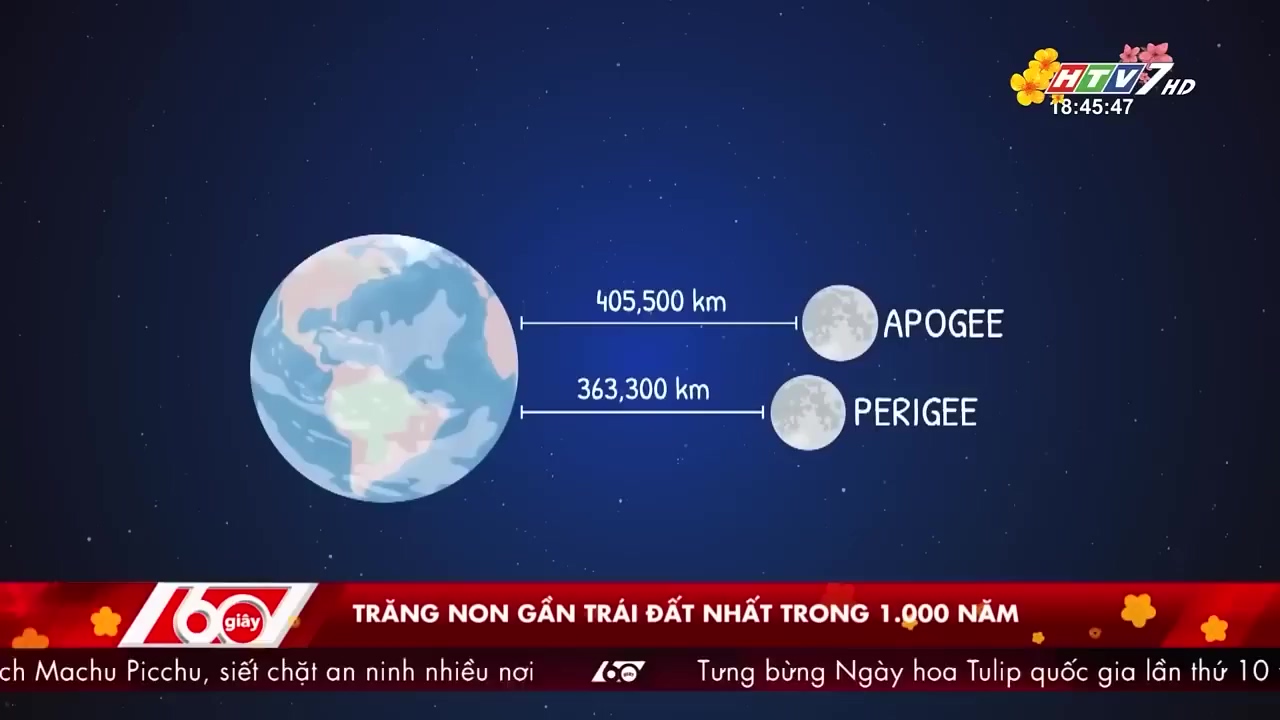 HTV7 HD
18:45:47
405,500 km
APOGEE
363,300 km
PERIGEE
60 giây
TRĂNG NON GẦN TRÁI ĐẤT NHẤT TRONG 1.000 NĂM
ch Machu Picchu, siết chặt an ninh nhiều nơi 60 giây Tưng bừng Ngày hoa Tulip quốc gia lần thứ 10